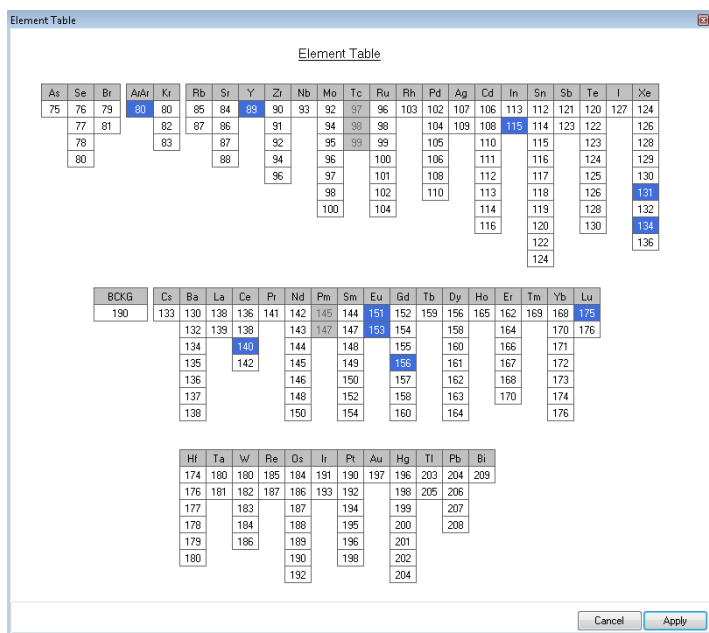 Element Table
Element Table
As Se Br ArAr Kr Rb Sr Y Zr Nb Mo Tc Ru Rh Pd Ag Cd In Sn Sb Te I Xe
75 76 79 80 80 85 84 89 90 93 92 97 96 103 102 107 106 113 112 121 120 127 124
77 81 82 87 86 91 94 98 98 104 109 108 115 114 123 122 126
78 83 87 92 95 99 99 105 110 115 123 128
80 88 94 96 100 106 111 116 124 129
96 97 101 108 112 117 125 130
98 102 110 113 118 126 131
100 104 114 119 128 132
116 120 130 134
122 136
124
BCKG Cs Ba La Ce Pr Nd Pm Sm Eu Gd Tb Dy Ho Er Tm Yb Lu
190 133 130 138 136 141 142 145 144 151 152 159 156 165 162 169 168 175
132 139 138 143 147 147 153 154 158 164 170 176
134 140 144 148 155 160 166 171
135 142 145 149 156 161 167 172
136 146 150 157 162 168 173
137 148 152 158 163 170 174
138 150 154 160 164 176
Hf Ta W Re Os Ir Pt Au Hg Tl Pb Bi
174 180 180 185 184 191 190 197 196 203 204 209
176 181 182 187 186 193 192 198 205 206
177 183 187 194 199 207
178 184 188 195 200 208
179 186 189 196 201
180 190 198 202
192 204
Cancel Apply